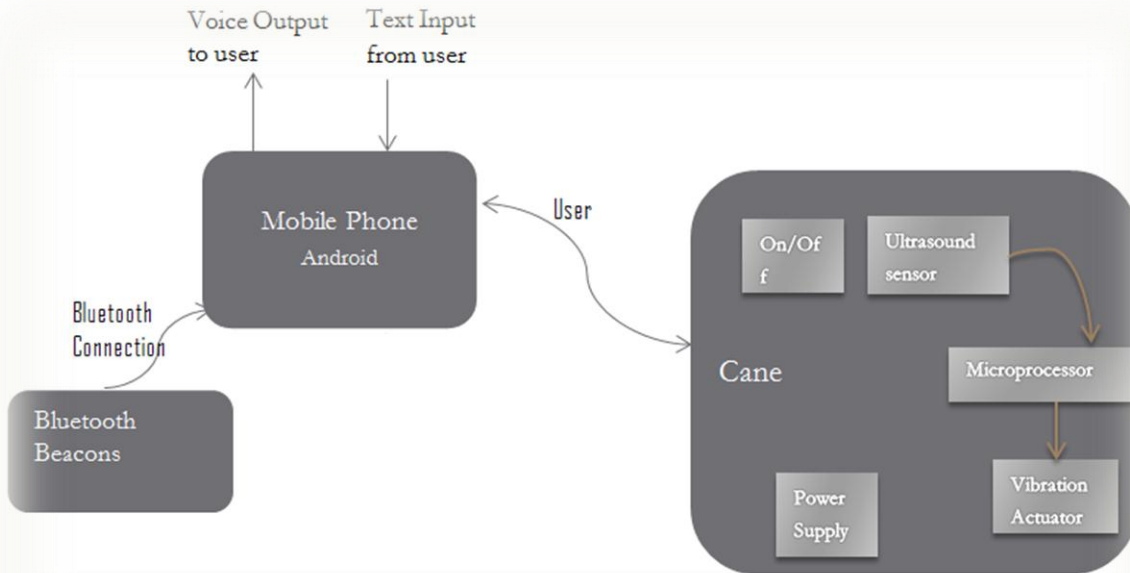 Voice Output
to user
Text Input
from user
Mobile Phone
Android
User
Bluetooth
Connection
Bluetooth
Beacons
On/Of
f
Ultrasound
sensor
Cane
Microprocessor
Power
Supply
Vibration
Actuator